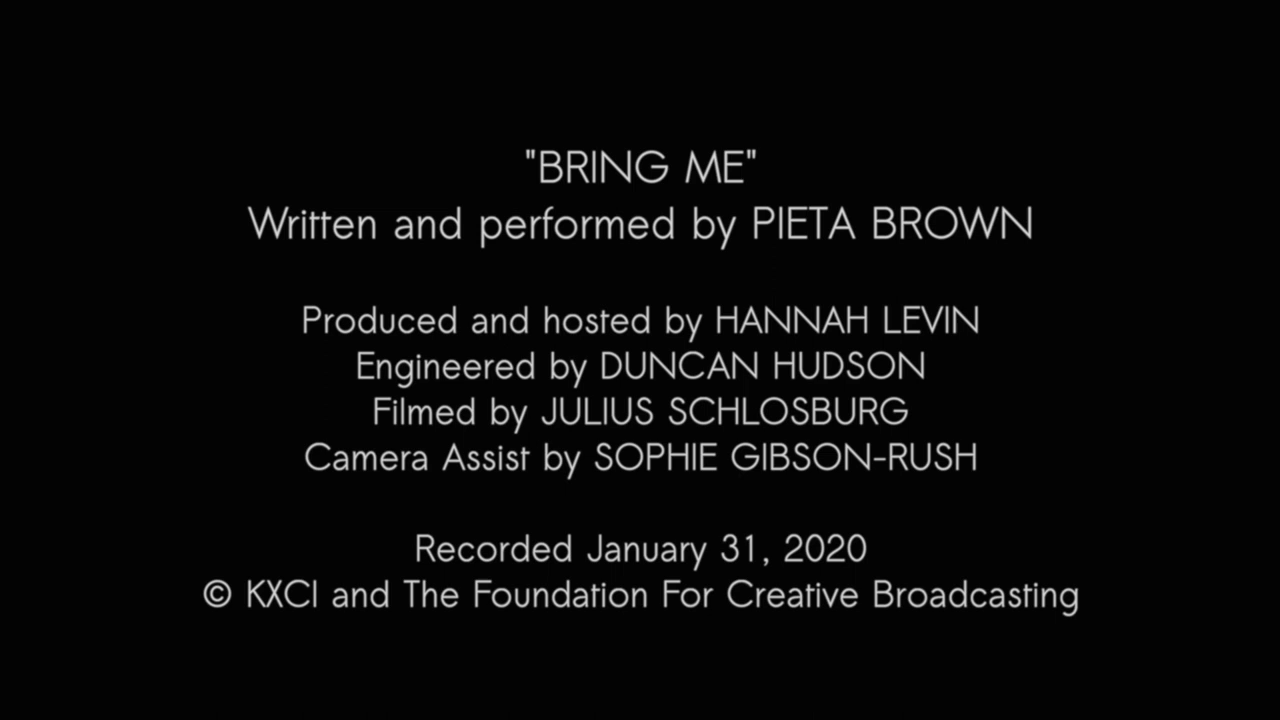 "BRING ME"
Written and performed by PIETA BROWN
Produced and hosted by HANNAH LEVIN
Engineered by DUNCAN HUDSON
Filmed by JULIUS SCHLOSBURG
Camera Assist by SOPHIE GIBSON-RUSH
Recorded January 31, 2020
© KXCI and The Foundation For Creative Broadcasting